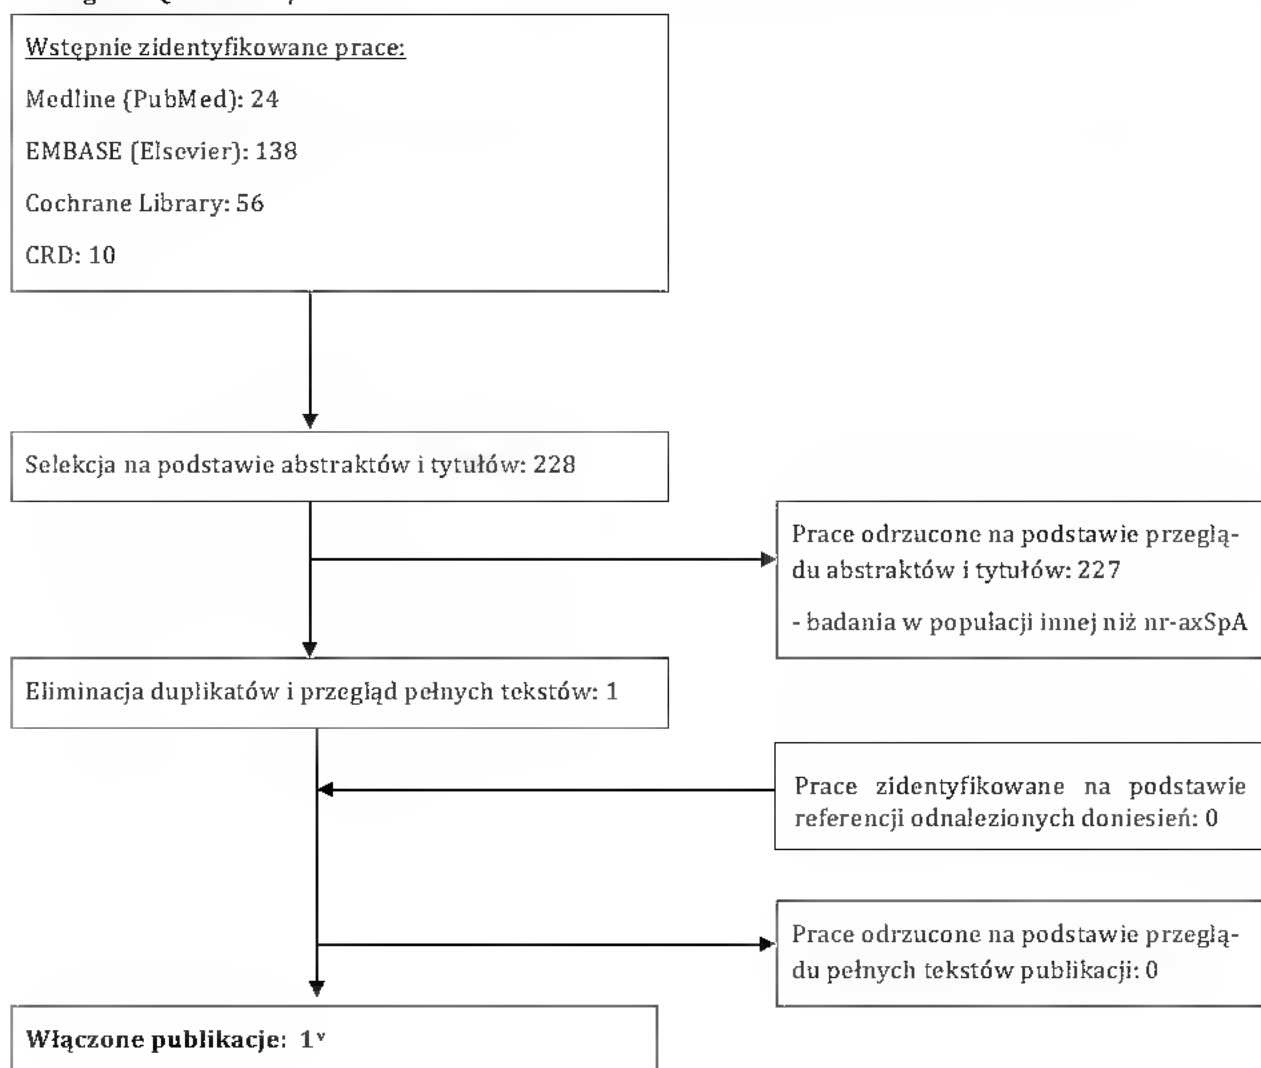 Wstępnie zidentyfikowane prace:
Medline (PubMed): 24
EMBASE (Elsevier): 138
Cochrane Library: 56
CRD: 10
Selekcja na podstawie abstraktów i tytułów: 228
Prace odrzucone na podstawie przeglą-
du abstraktów i tytułów: 227
- badania w populacji innej niż nr-axSpA
Eliminacja duplikatów i przegląd pełnych tekstów: 1
Prace zidentyfikowane na podstawie
referencji odnalezionych doniesień: 0
Prace odrzucone na podstawie przeglą-
du pełnych tekstów publikacji: 0
Włączone publikacje: 1ᵛ